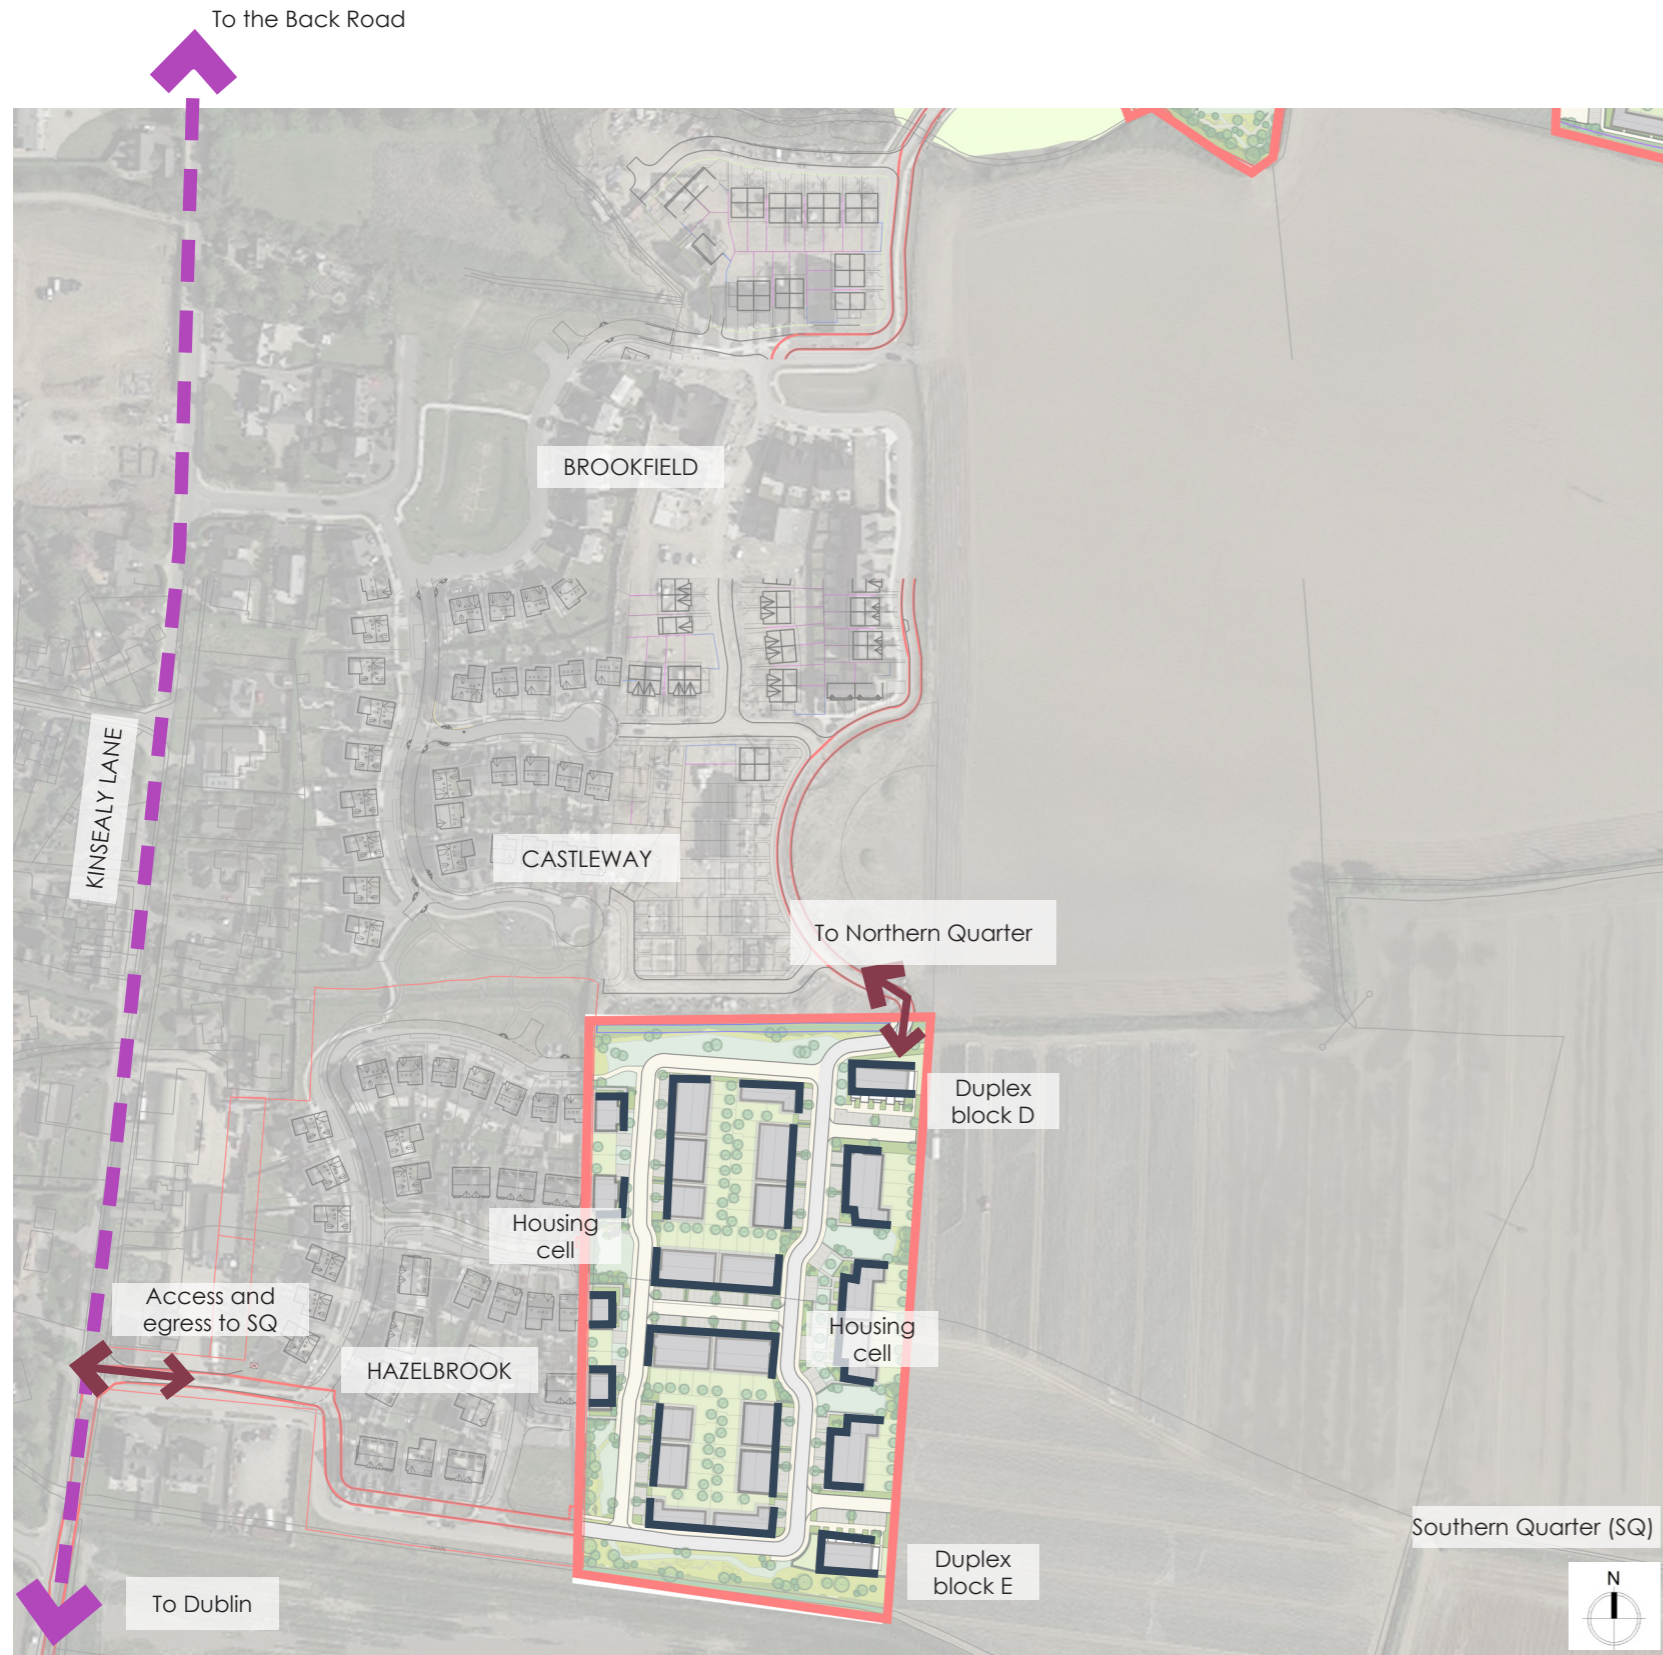 To the Back Road
BROOKFIELD
KINSEALY LANE
CASTLEWAY
To Northern Quarter
Duplex
block D
Housing
cell
Access and
egress to SQ
Housing
cell
HAZELBROOK
Southern Quarter (SQ)
Duplex
block E
To Dublin
N